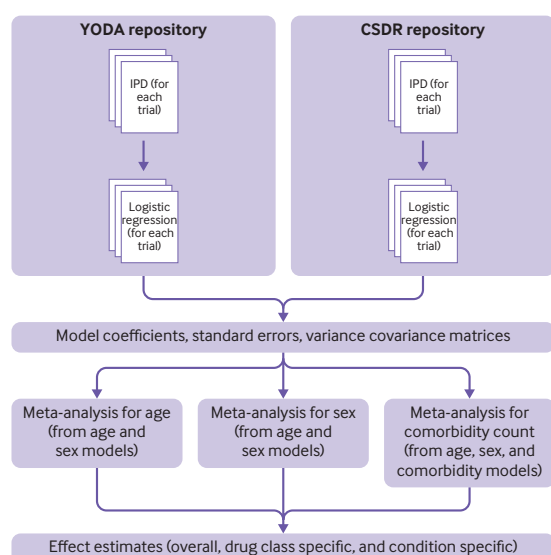 YODA repository
IPD (for
each
trial)
Logistic
regression
(for each
trial)
CSDR repository
IPD (for
each
trial)
Logistic
regression
(for each
trial)
Model coefficients, standard errors, variance covariance matrices
Meta-analysis for age
(from age and
sex models)
Meta-analysis for sex
(from age and
sex models)
Meta-analysis for
comorbidity count
(from age, sex, and
comorbidity models)
Effect estimates (overall, drug class specific, and condition specific)